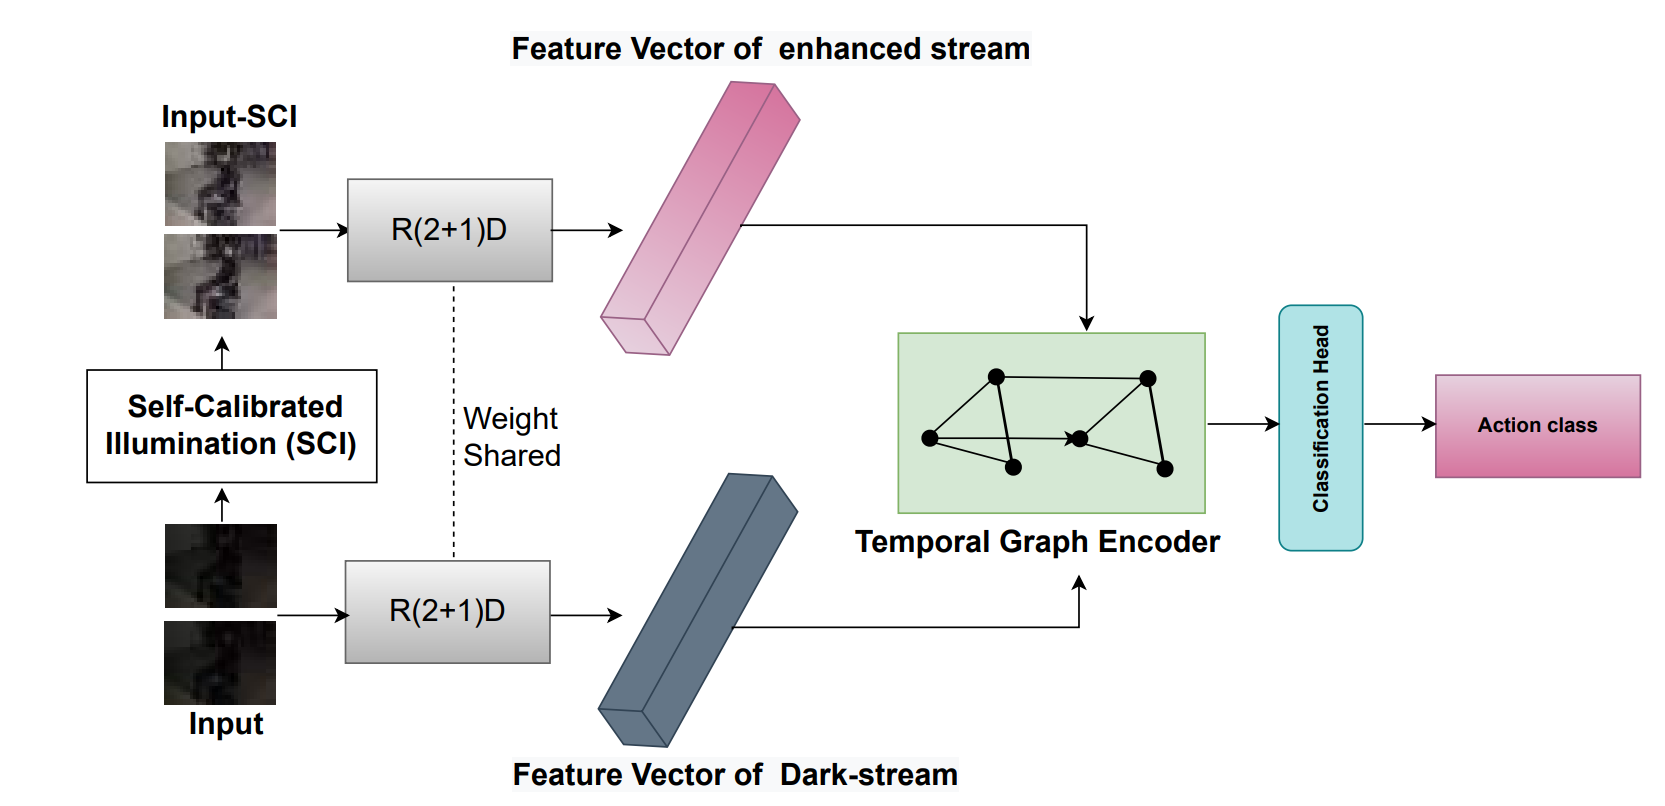 Feature Vector of  enhanced stream
Input-SCI
R(2+1)D
Self-Calibrated
Illumination (SCI)
Weight
Shared
Classification Head
Action class
Temporal Graph Encoder
R(2+1)D
Input
Feature Vector of  Dark-stream